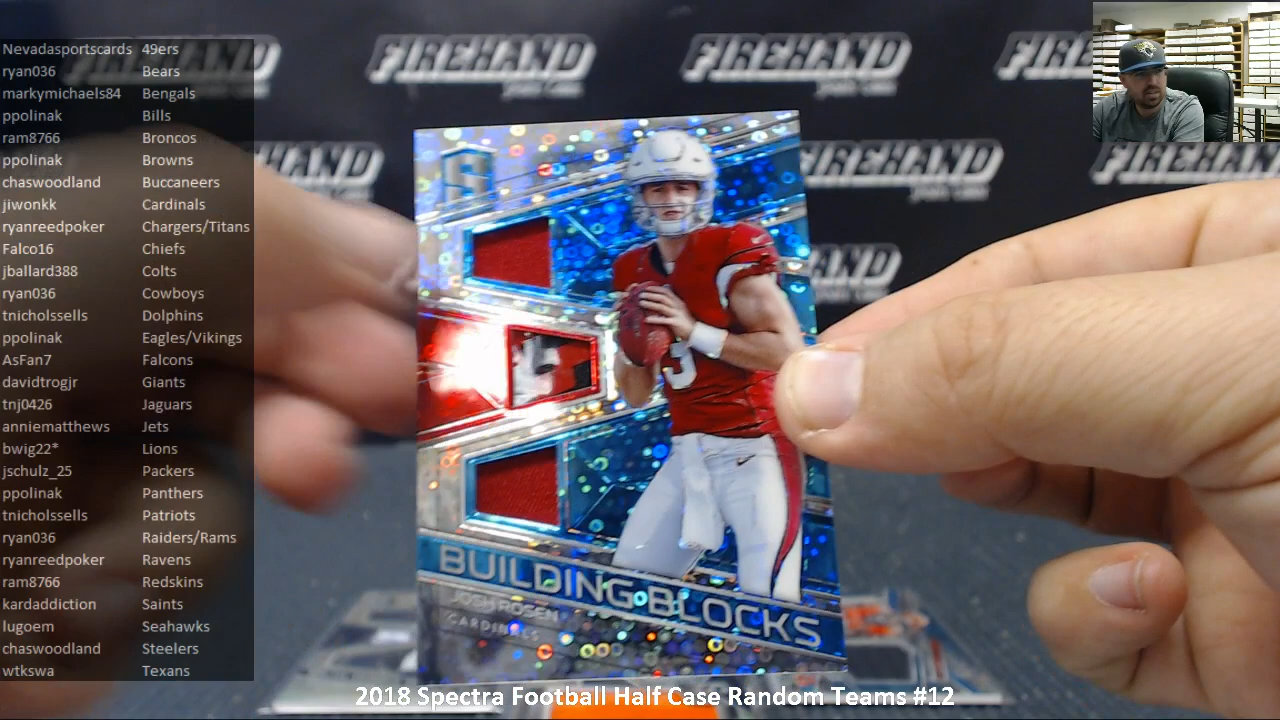 Nevadasportscards 49ers
ryan036 Bears
markymichaels84 Bengals
ppolinak Bills
ram8766 Broncos
ppolinak Browns
chaswoodland Buccaneers
jiwonkk Cardinals
ryanreedpoker Chargers/Titans
Falco16 Chiefs
jballard388 Colts
ryan036 Cowboys
tnicholssells Dolphins
ppolinak Eagles/Vikings
AsFan7 Falcons
davidtrogjr Giants
tnj0426 Jaguars
anniematthews Jets
bwig22* Lions
jschulz_25 Packers
ppolinak Panthers
tnicholssells Patriots
ryan036 Raiders/Rams
ryanreedpoker Ravens
ram8766 Redskins
kardaddiction Saints
lugoem Seahawks
chaswoodland Steelers
wtkswa Texans
FIREHAND
FIREHAND
FIREHAND
FIREHAND
S
3
BUILDING BLOCKS
JOSH ROSEN
CARDINALS
2018 Spectra Football Half Case Random Teams #12